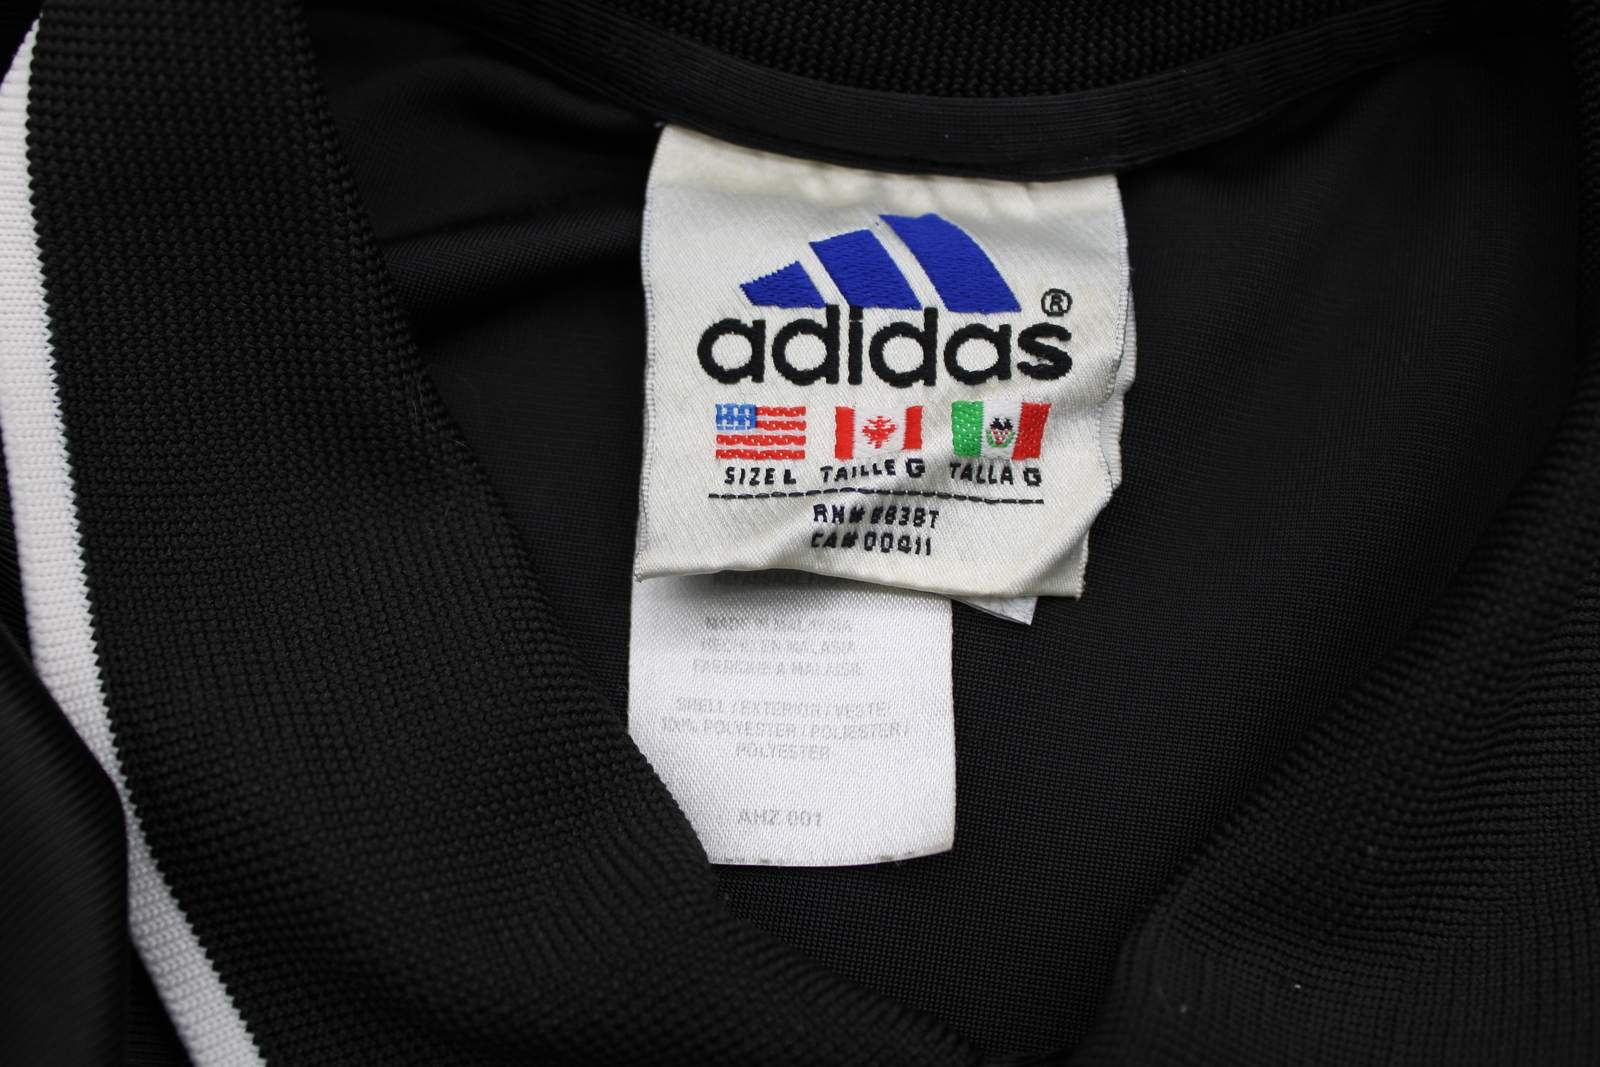 adidas®
SIZE L TAILLE G TALLA G
RN# 88387
CA# 00411
MADE IN MALAYSIA
HECHO EN MALASIA
FABRIQUE A MALAISIE
SHELL / EXTERIOR / VESTE/
100% POLYESTER / POLIESTER /
POLYESTER
AHZ 001